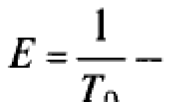 E = 1/T₀ --